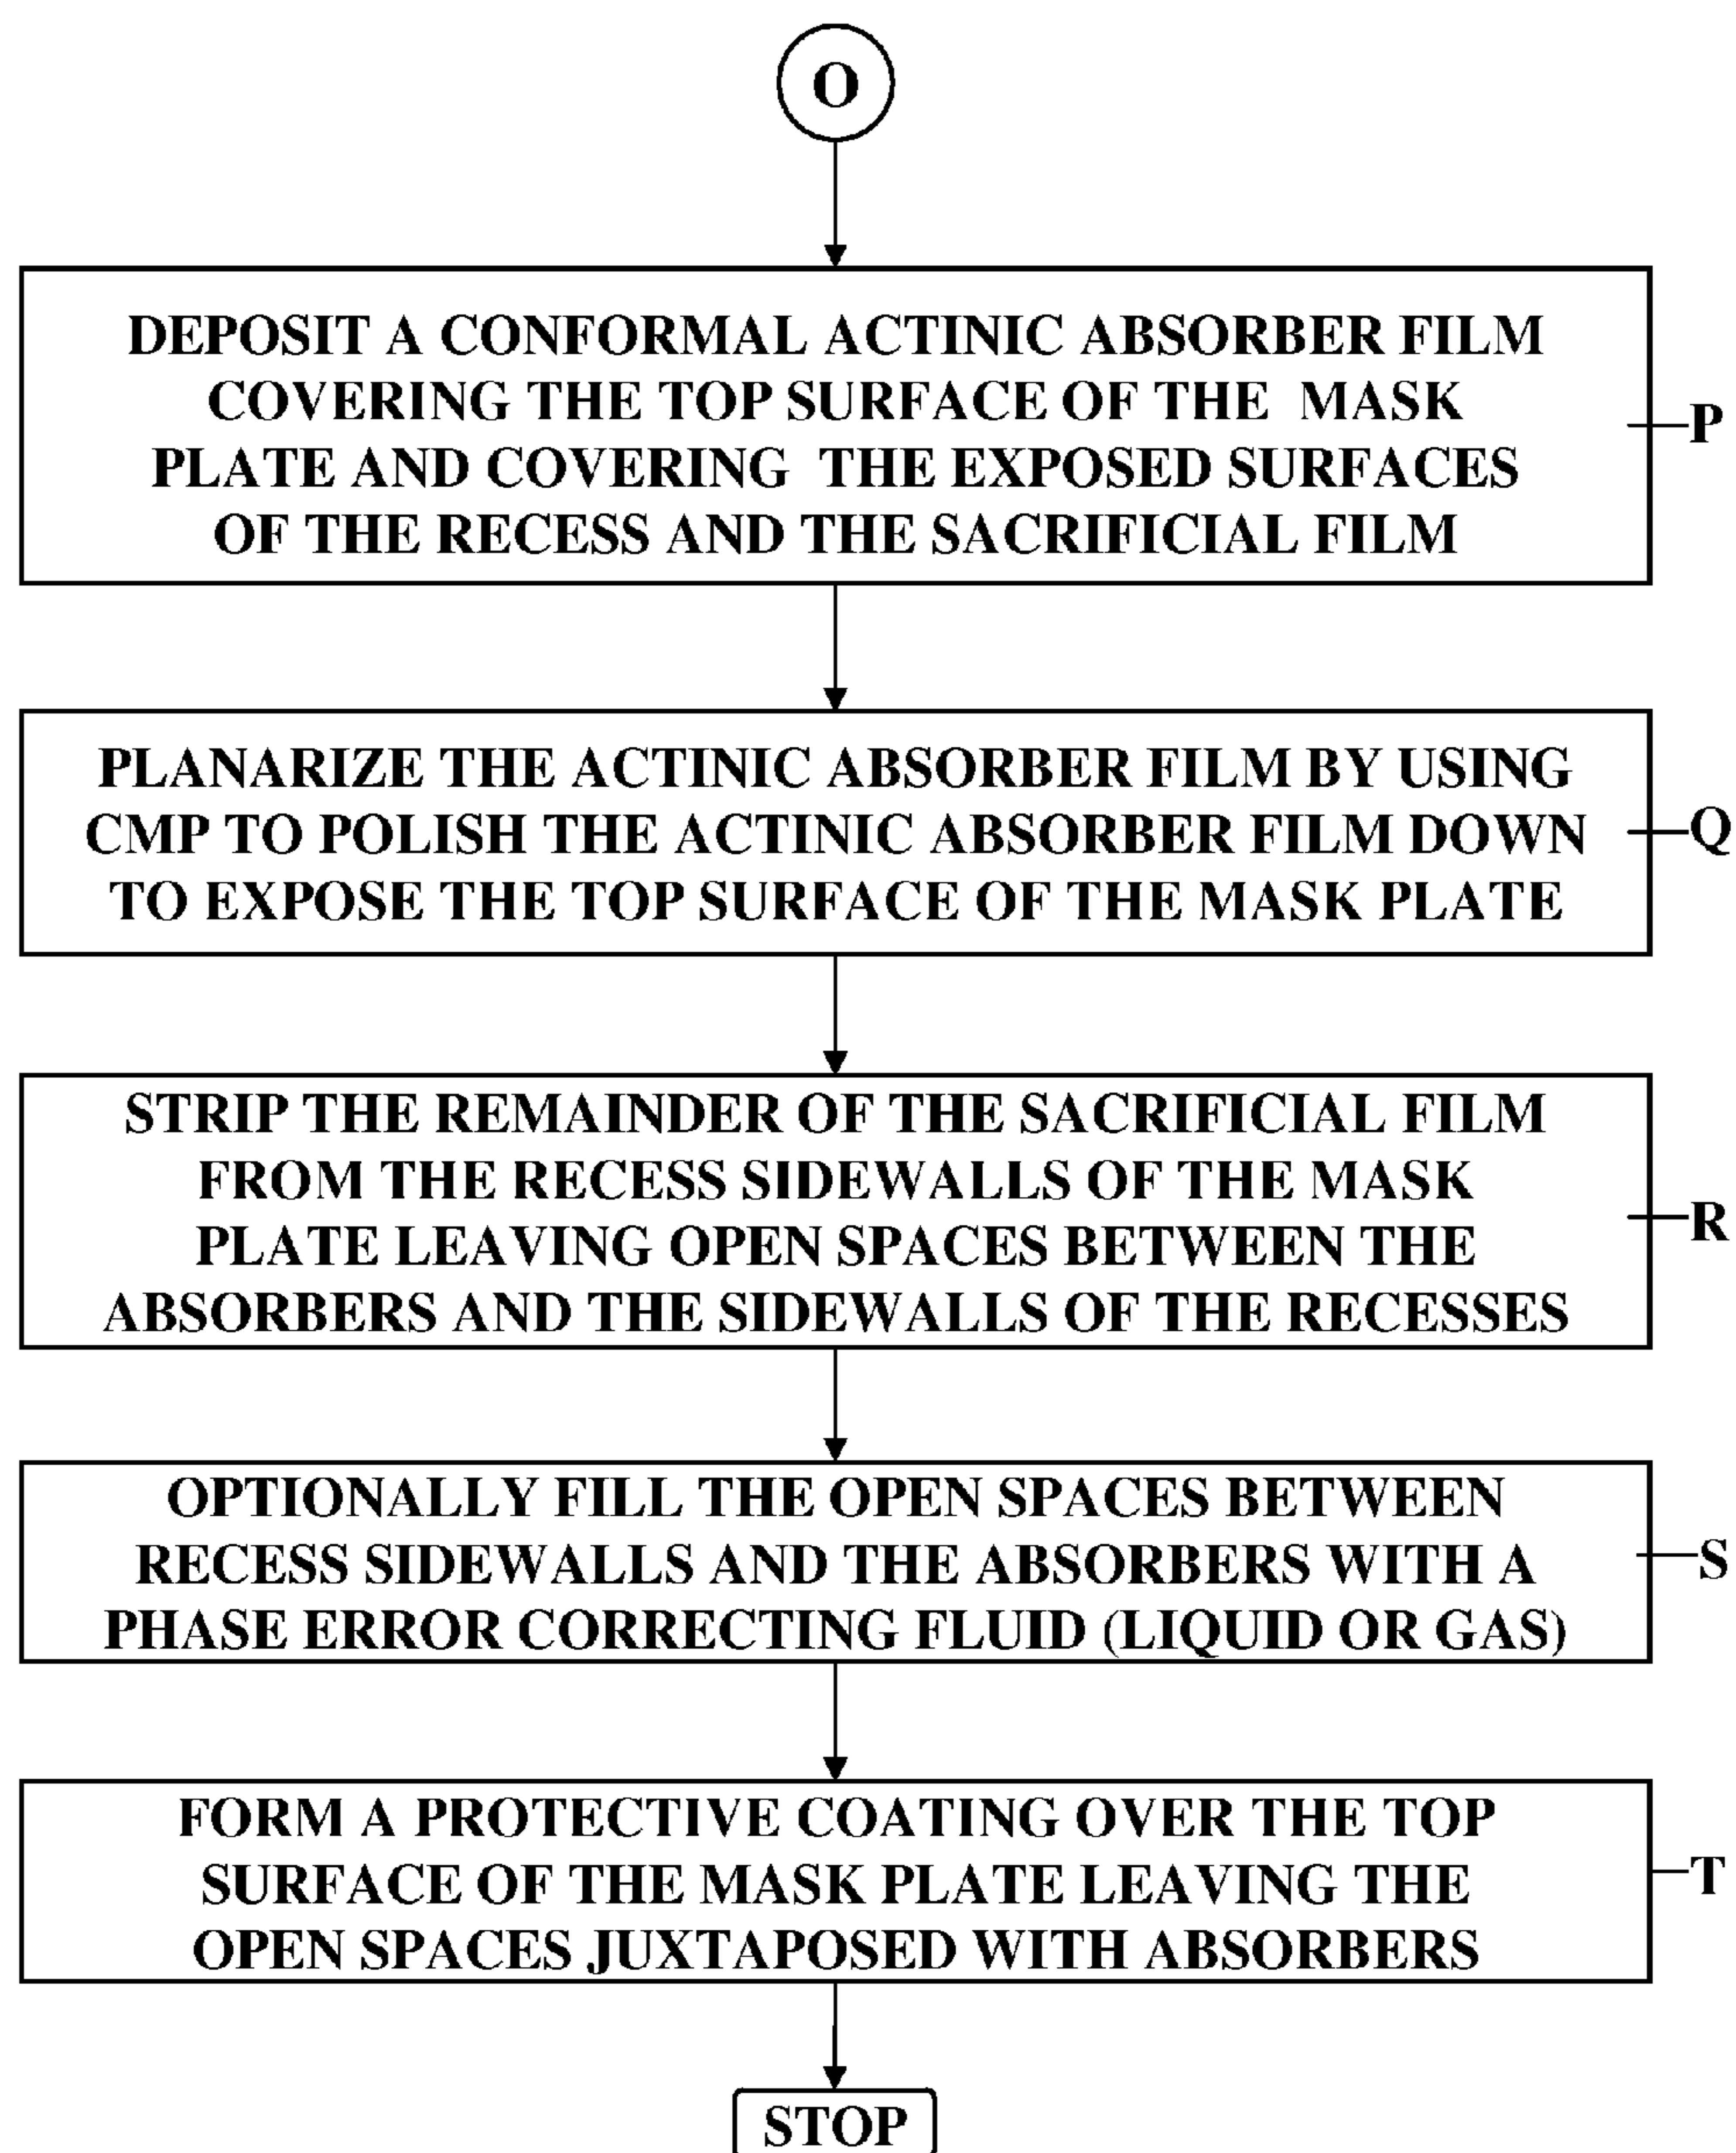 O
DEPOSIT A CONFORMAL ACTINIC ABSORBER FILM
COVERING THE TOP SURFACE OF THE MASK
PLATE AND COVERING THE EXPOSED SURFACES
OF THE RECESS AND THE SACRIFICIAL FILM
P
PLANARIZE THE ACTINIC ABSORBER FILM BY USING
CMP TO POLISH THE ACTINIC ABSORBER FILM DOWN
TO EXPOSE THE TOP SURFACE OF THE MASK PLATE
Q
STRIP THE REMAINDER OF THE SACRIFICIAL FILM
FROM THE RECESS SIDEWALLS OF THE MASK
PLATE LEAVING OPEN SPACES BETWEEN THE
ABSORBERS AND THE SIDEWALLS OF THE RECESSES
R
OPTIONALLY FILL THE OPEN SPACES BETWEEN
RECESS SIDEWALLS AND THE ABSORBERS WITH A
PHASE ERROR CORRECTING FLUID (LIQUID OR GAS)
S
FORM A PROTECTIVE COATING OVER THE TOP
SURFACE OF THE MASK PLATE LEAVING THE
OPEN SPACES JUXTAPOSED WITH ABSORBERS
T
STOP